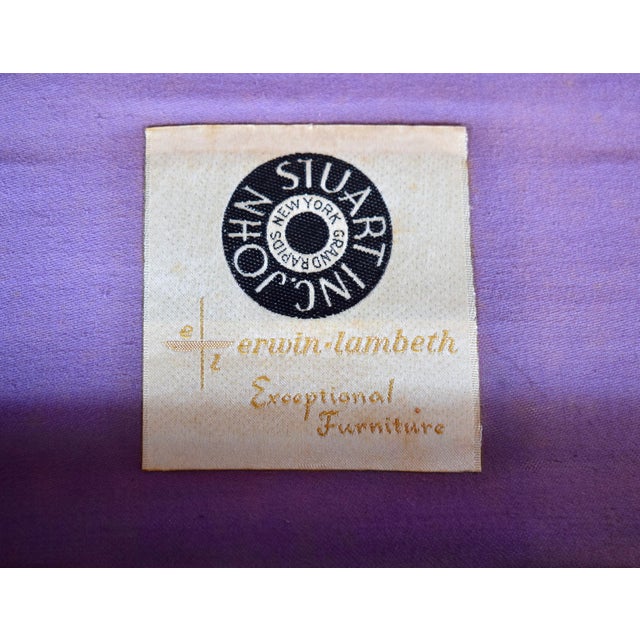 JOHN STUART INC.
NEW YORK GRAND RAPIDS
e
l
erwin-lambeth
Exceptional
Furniture